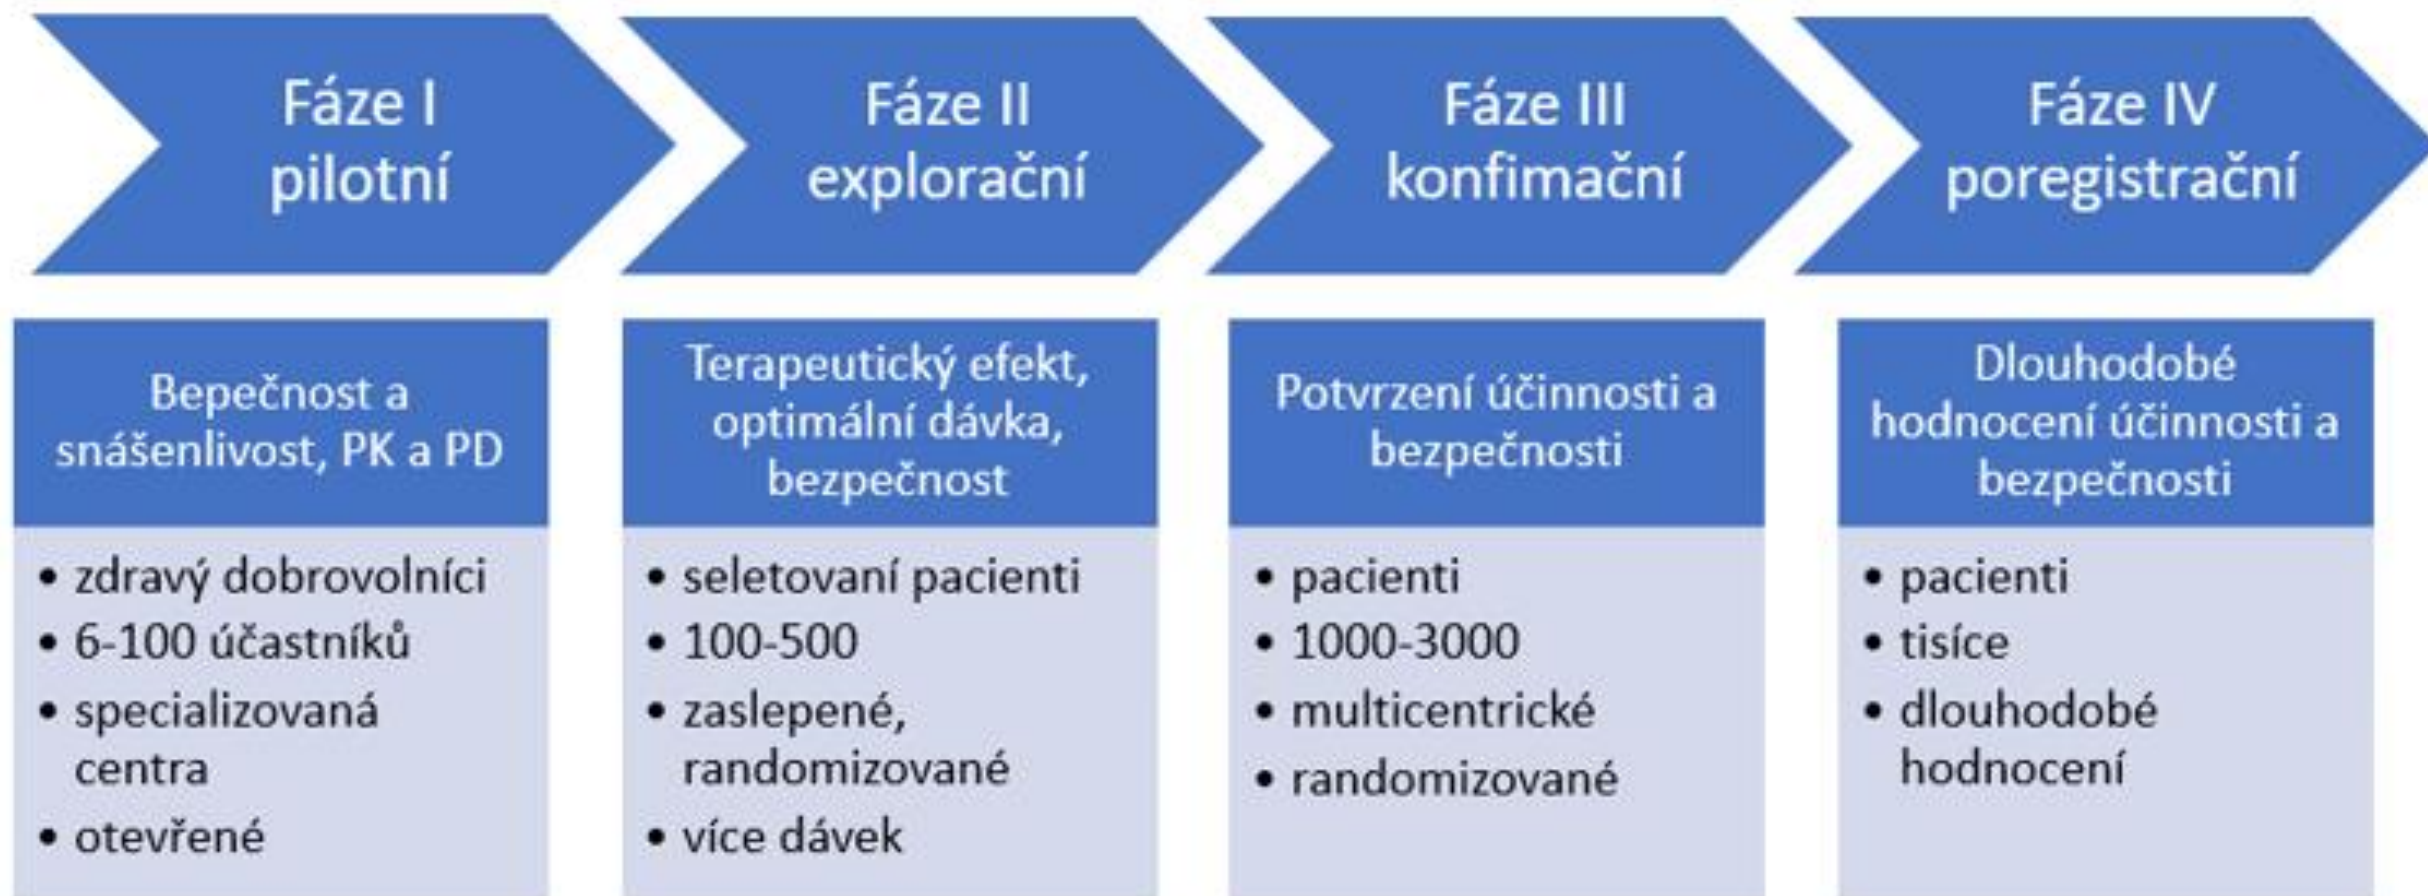 Fáze I
pilotní
Fáze II
explorační
Fáze III
konfimační
Fáze IV
poregistrační
Bepečnost a
snášenlivost, PK a PD
Terapeutický efekt,
optimální dávka,
bezpečnost
Potvrzení účinnosti a
bezpečnosti
Dlouhodobé
hodnocení účinnosti a
bezpečnosti
• zdravý dobrovolníci
• 6-100 účastníků
• specializovaná
centra
• otevřené
• seletovaní pacienti
• 100-500
• zaslepené,
randomizované
• více dávek
• pacienti
• 1000-3000
• multicentrické
• randomizované
• pacienti
• tisíce
• dlouhodobé
hodnocení